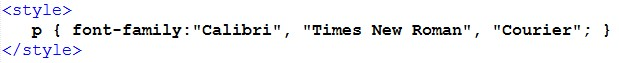 <style>
p { font-family:"Calibri", "Times New Roman", "Courier"; }
</style>